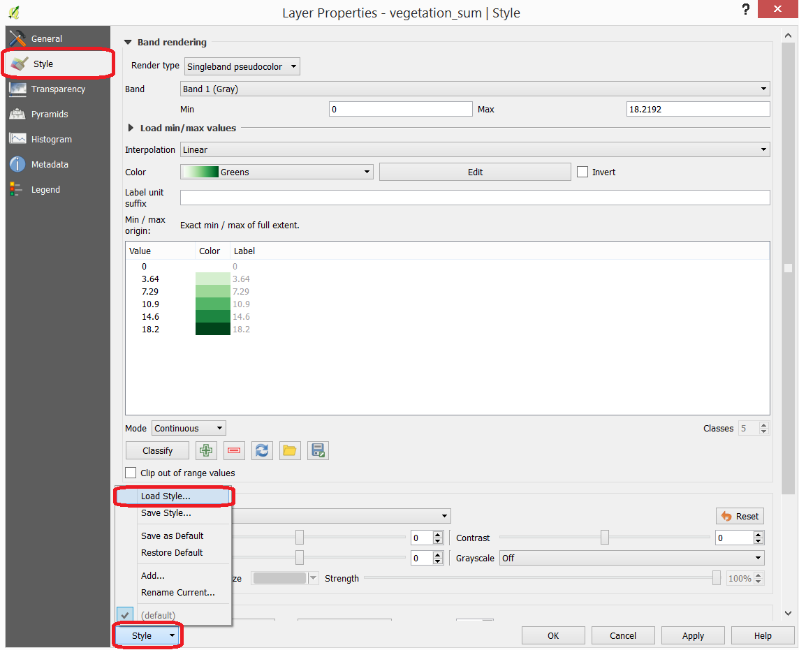 Layer Properties - vegetation_sum | Style
?
General
Style
Transparency
Pyramids
Histogram
Metadata
Legend
Band rendering
Render type Singleband pseudocolor
Band Band 1 (Gray)
Min 0 Max 18.2192
Load min/max values
Interpolation Linear
Color Greens Edit Invert
Label unit
suffix
Min / max
origin: Exact min / max of full extent.
Value Color Label
0 0
3.64 3.64
7.29 7.29
10.9 10.9
14.6 14.6
18.2 18.2
Mode Continuous Classes 5
Classify
Clip out of range values
Load Style...
Save Style...
Save as Default
Restore Default
Add...
Rename Current...
(default)
Reset
0 Contrast 0
0 Grayscale Off
Strength 100%
Style OK Cancel Apply Help